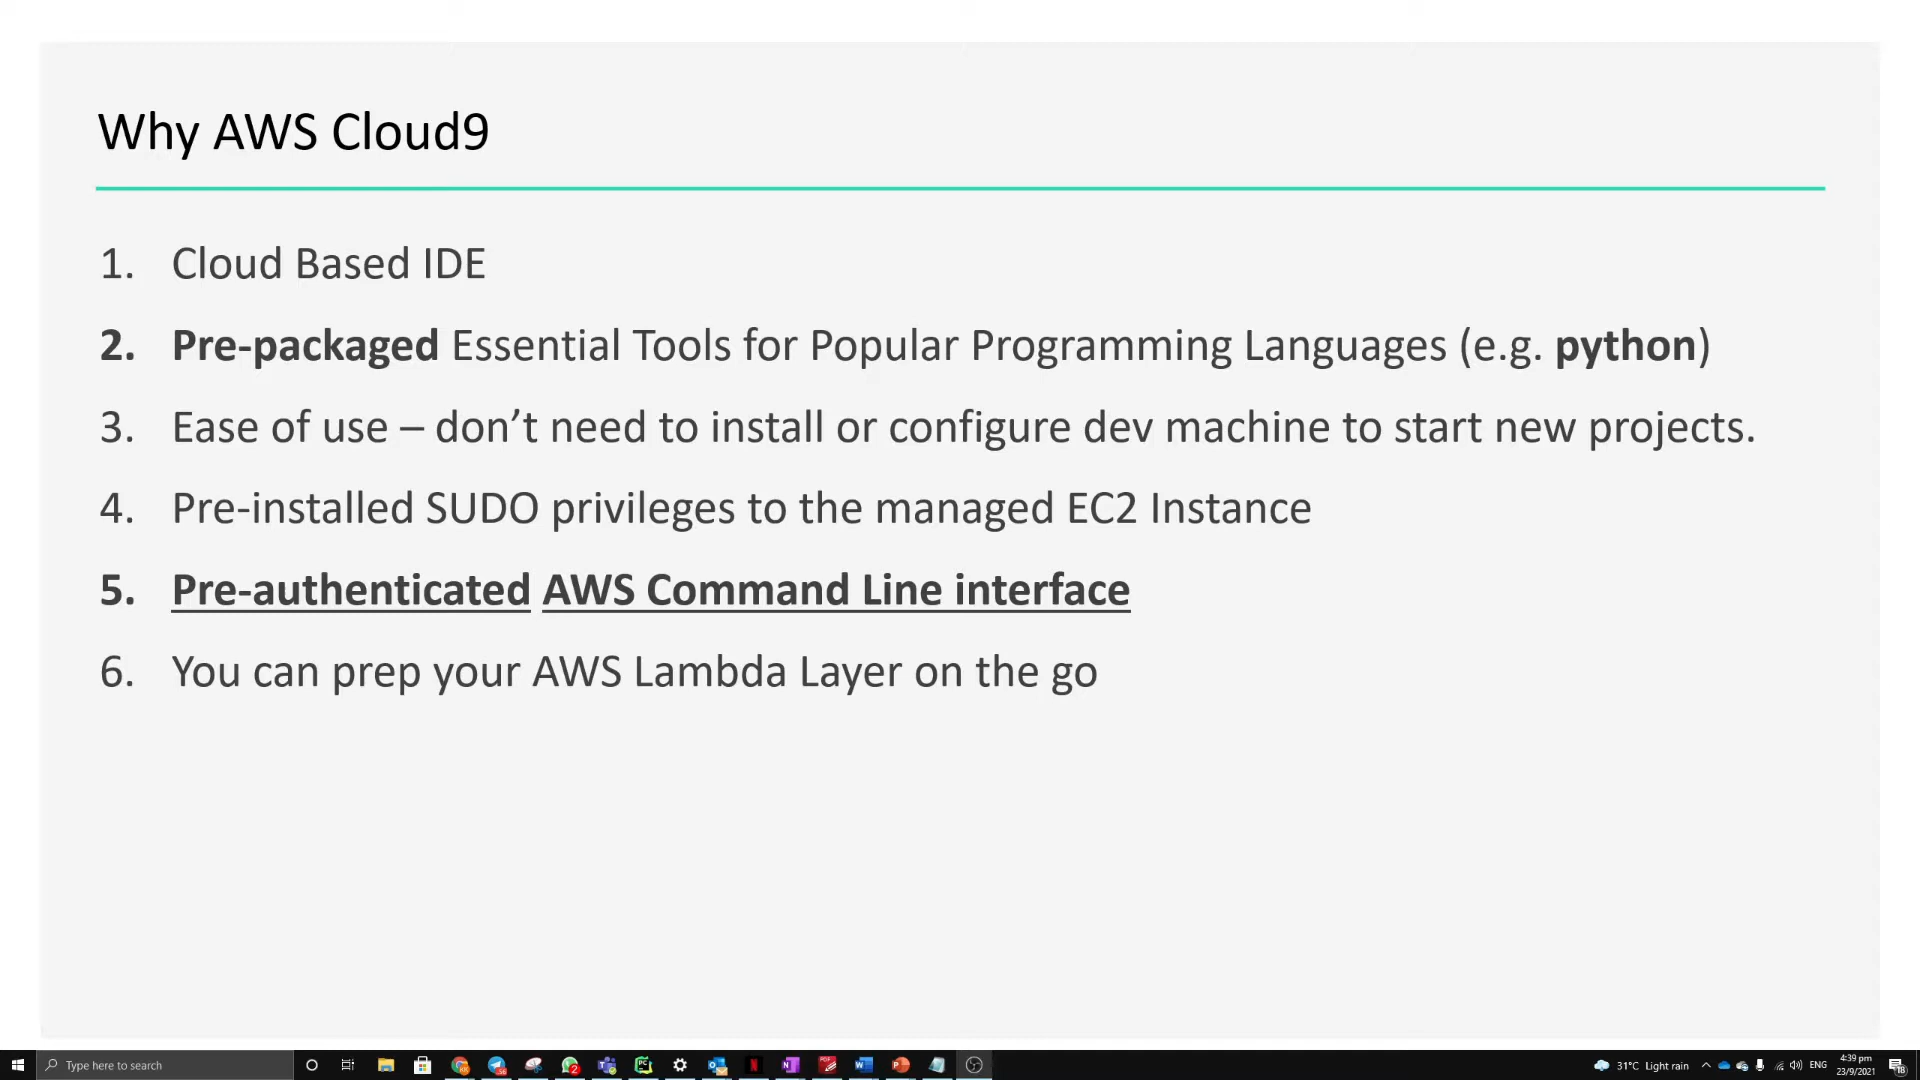 Why AWS Cloud9
1. Cloud Based IDE
2. Pre-packaged Essential Tools for Popular Programming Languages (e.g. python)
3. Ease of use – don’t need to install or configure dev machine to start new projects.
4. Pre-installed SUDO privileges to the managed EC2 Instance
5. Pre-authenticated AWS Command Line interface
6. You can prep your AWS Lambda Layer on the go
Type here to search
31°C Light rain
ENG
4:39 pm
23/9/2021